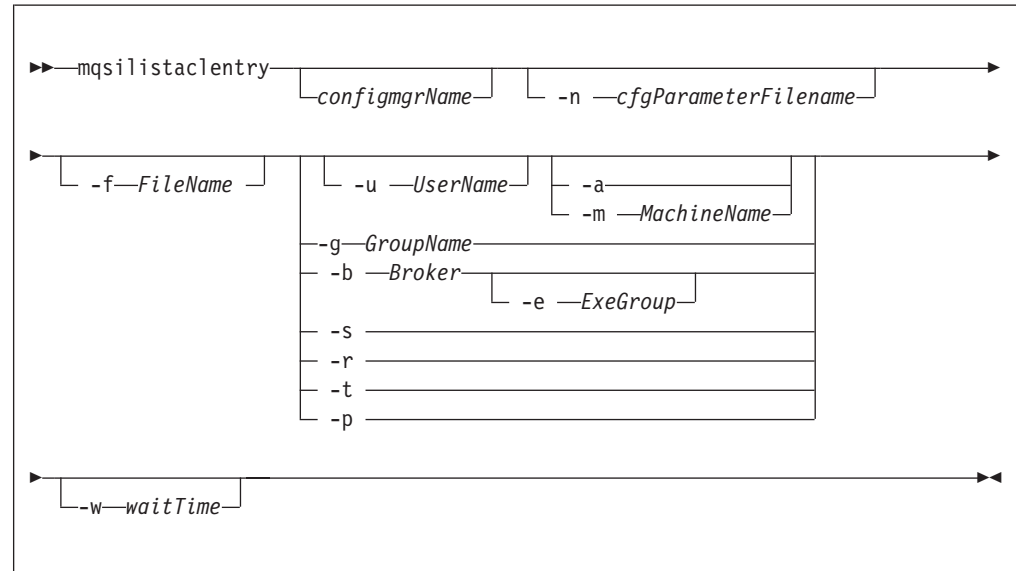 mqsilistaclentry configmgrName -n cfgParameterFilename
-f FileName -u UserName -a
-m MachineName
-g GroupName
-b Broker -e ExeGroup
-s
-r
-t
-p
-w waitTime